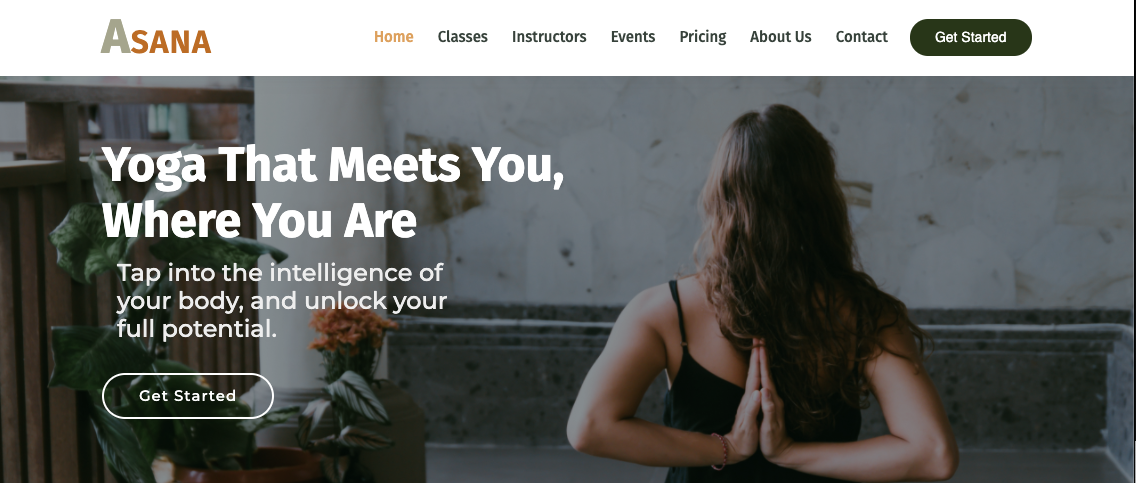 ASANA
Home Classes Instructors Events Pricing About Us Contact Get Started
Yoga That Meets You,
Where You Are
Tap into the intelligence of
your body, and unlock your
full potential.
Get Started